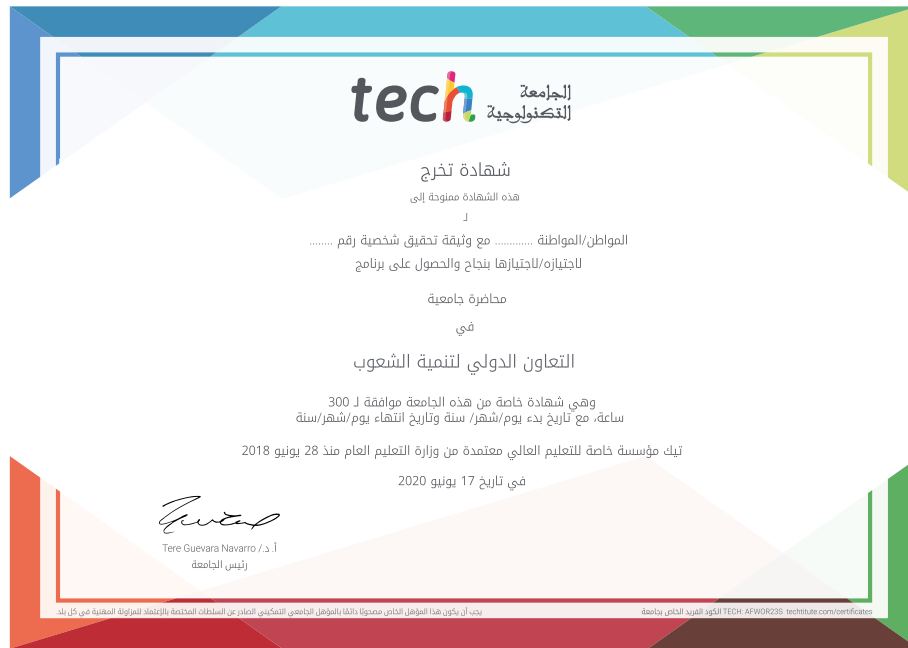 tech الجامعة
التكنولوجية
شهادة تخرج
هذه الشهادة ممنوحة إلى
لـ
المواطن/المواطنة ............. مع وثيقة تحقيق شخصية رقم ........
لاجتيازه/لاجتيازها بنجاح والحصول على برنامج
محاضرة جامعية
في
التعاون الدولي لتنمية الشعوب
وهي شهادة خاصة من هذه الجامعة موافقة لـ 300
ساعة، مع تاريخ بدء يوم/شهر/ سنة وتاريخ انتهاء يوم/شهر/سنة
تيك مؤسسة خاصة للتعليم العالي معتمدة من وزارة التعليم العام منذ 28 يونيو 2018
في تاريخ 17 يونيو 2020
أ. د./ Tere Guevara Navarro
رئيس الجامعة
يجب أن يكون هذا المؤهل الخاص مصحوبًا دائمًا بالمؤهل الجامعي التمكيني الصادر عن السلطات المختصة بالإعتماد للمزاولة المهنية في كل بلد.
الكود الفريد الخاص بجامعة TECH: AFWOR23S techtitute.com/certificates